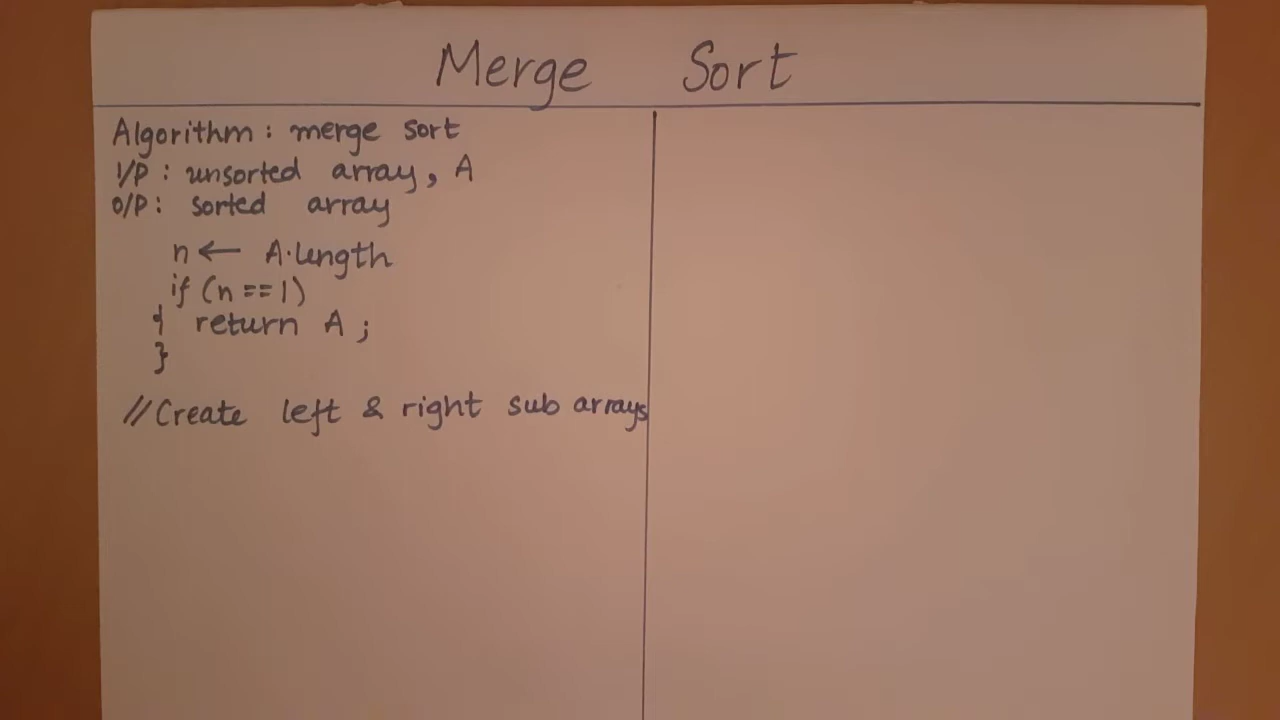 Merge Sort
Algorithm: merge sort
I/P: unsorted array, A
O/P: sorted array
n ← A.length
if (n==1)
{ return A;
}
//Create left & right sub arrays